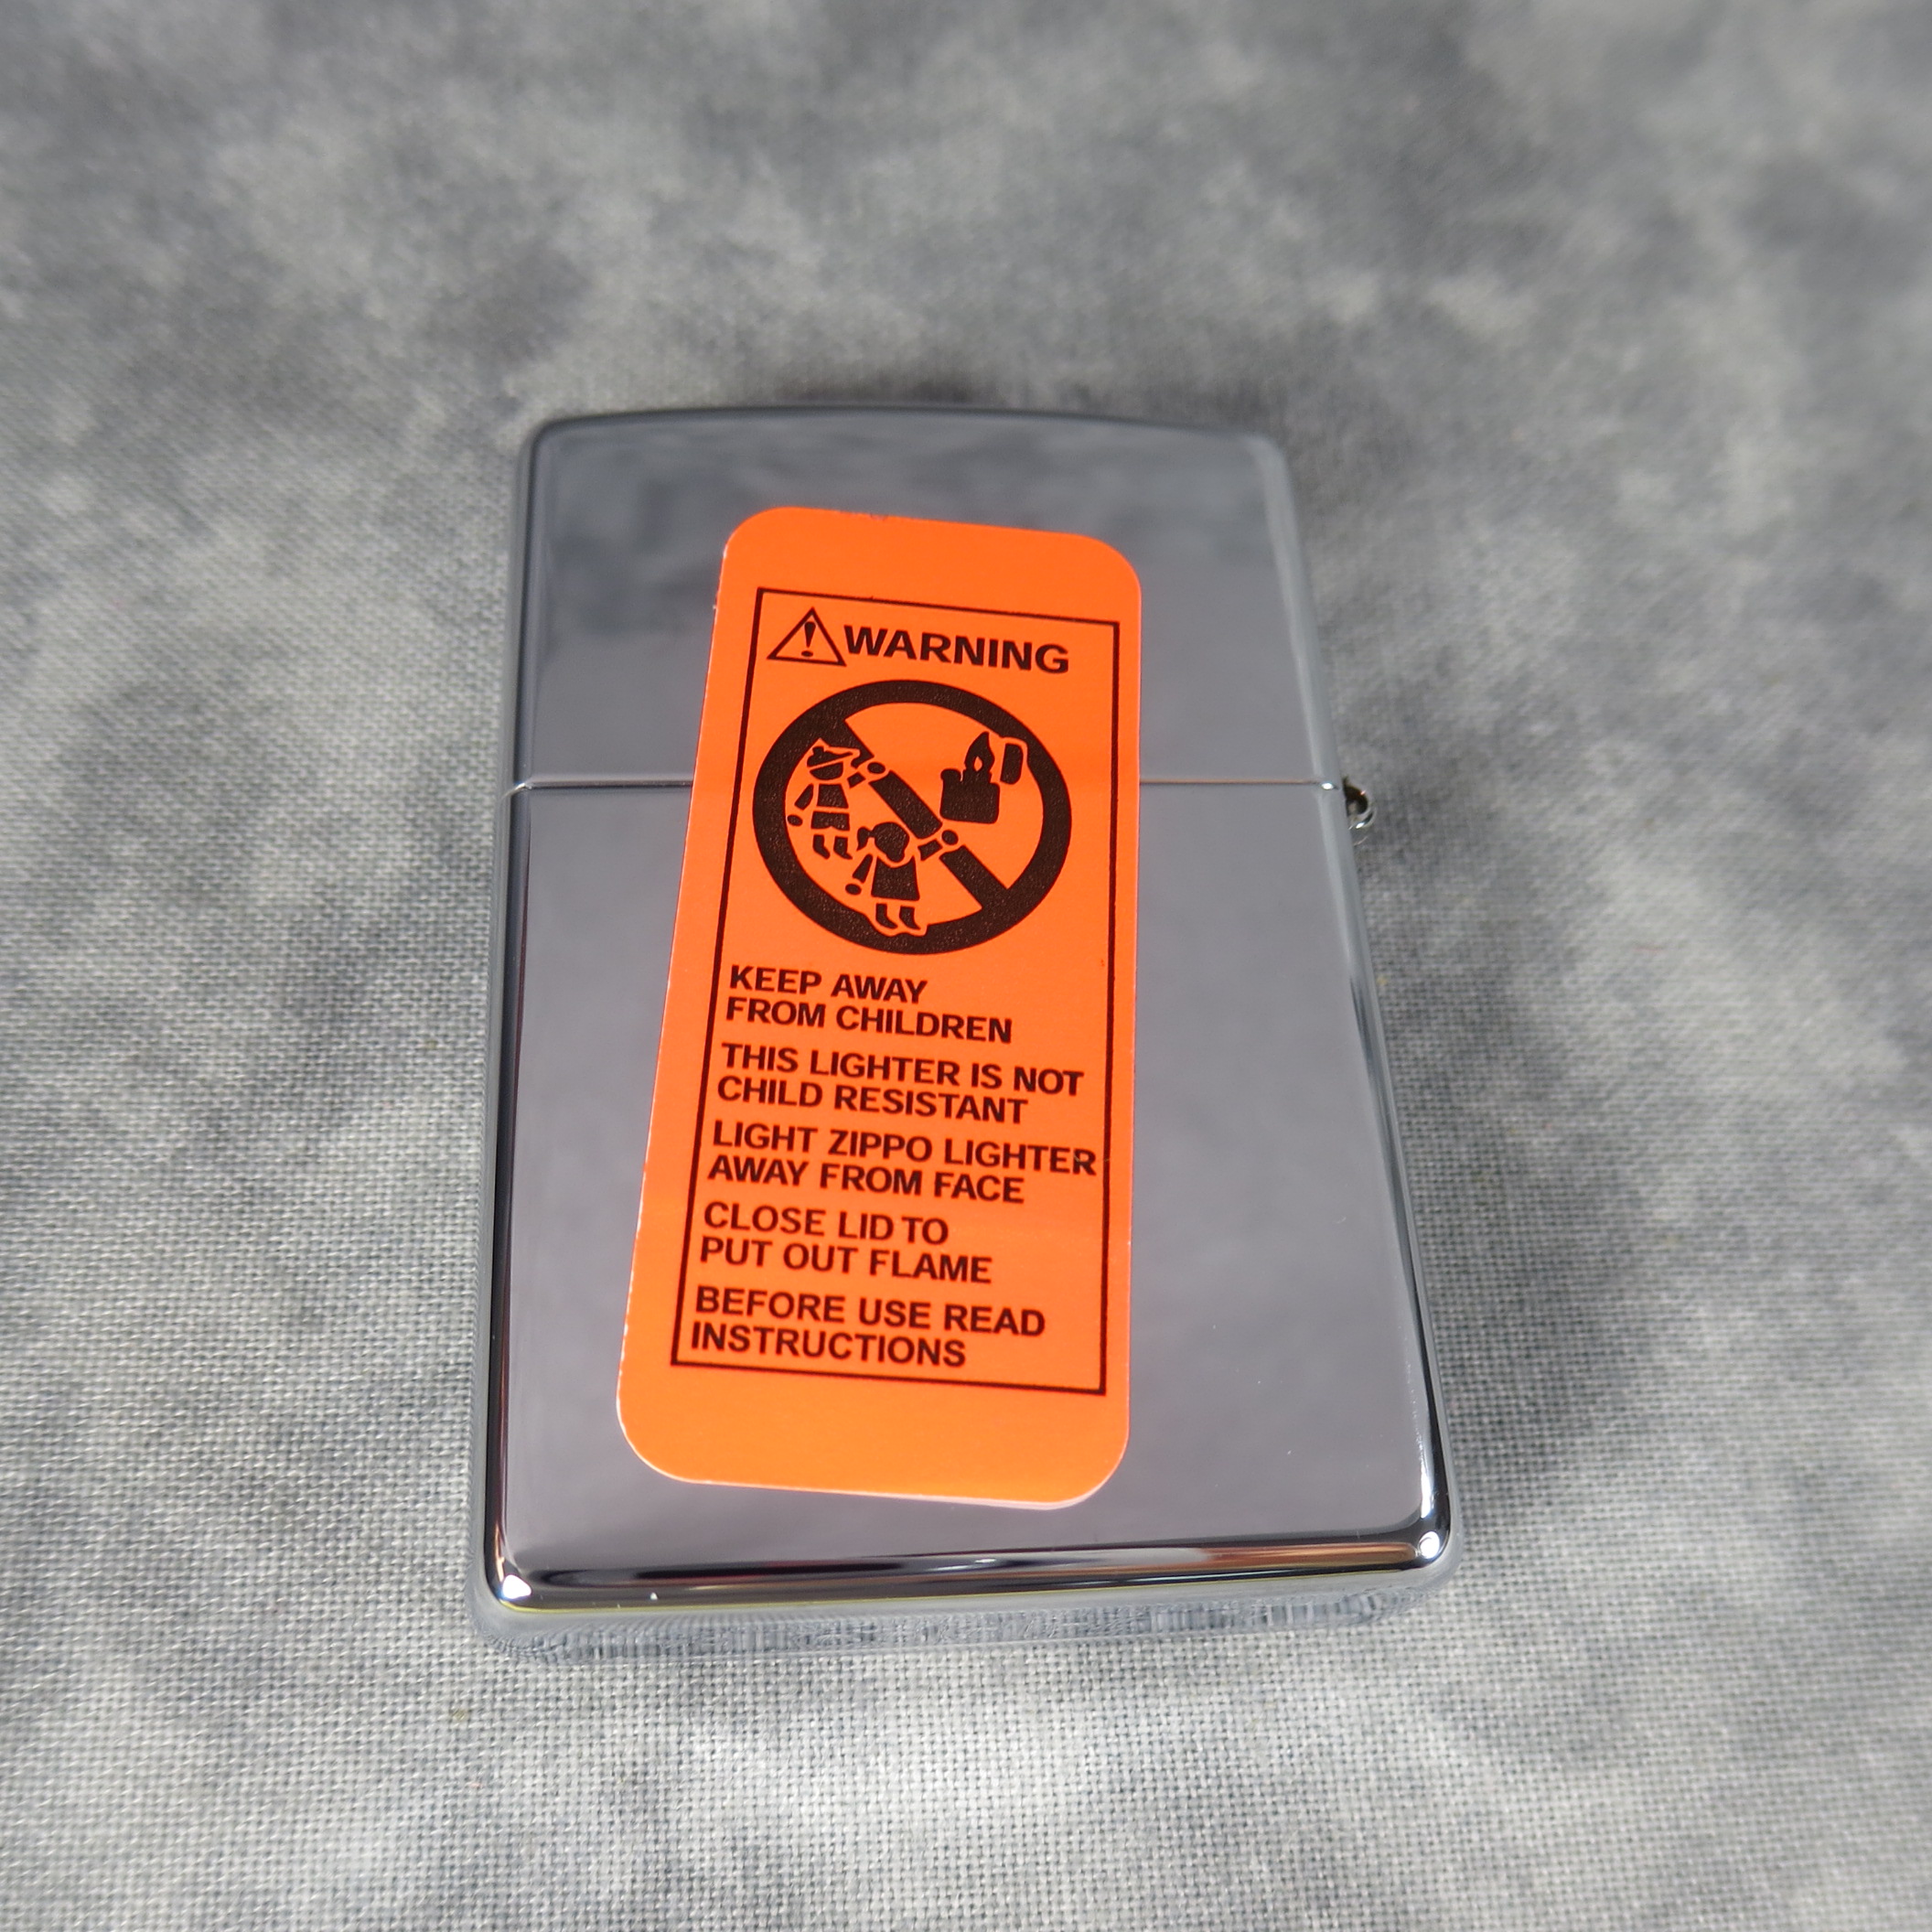 WARNING
KEEP AWAY
FROM CHILDREN
THIS LIGHTER IS NOT
CHILD RESISTANT
LIGHT ZIPPO LIGHTER
AWAY FROM FACE
CLOSE LID TO
PUT OUT FLAME
BEFORE USE READ
INSTRUCTIONS